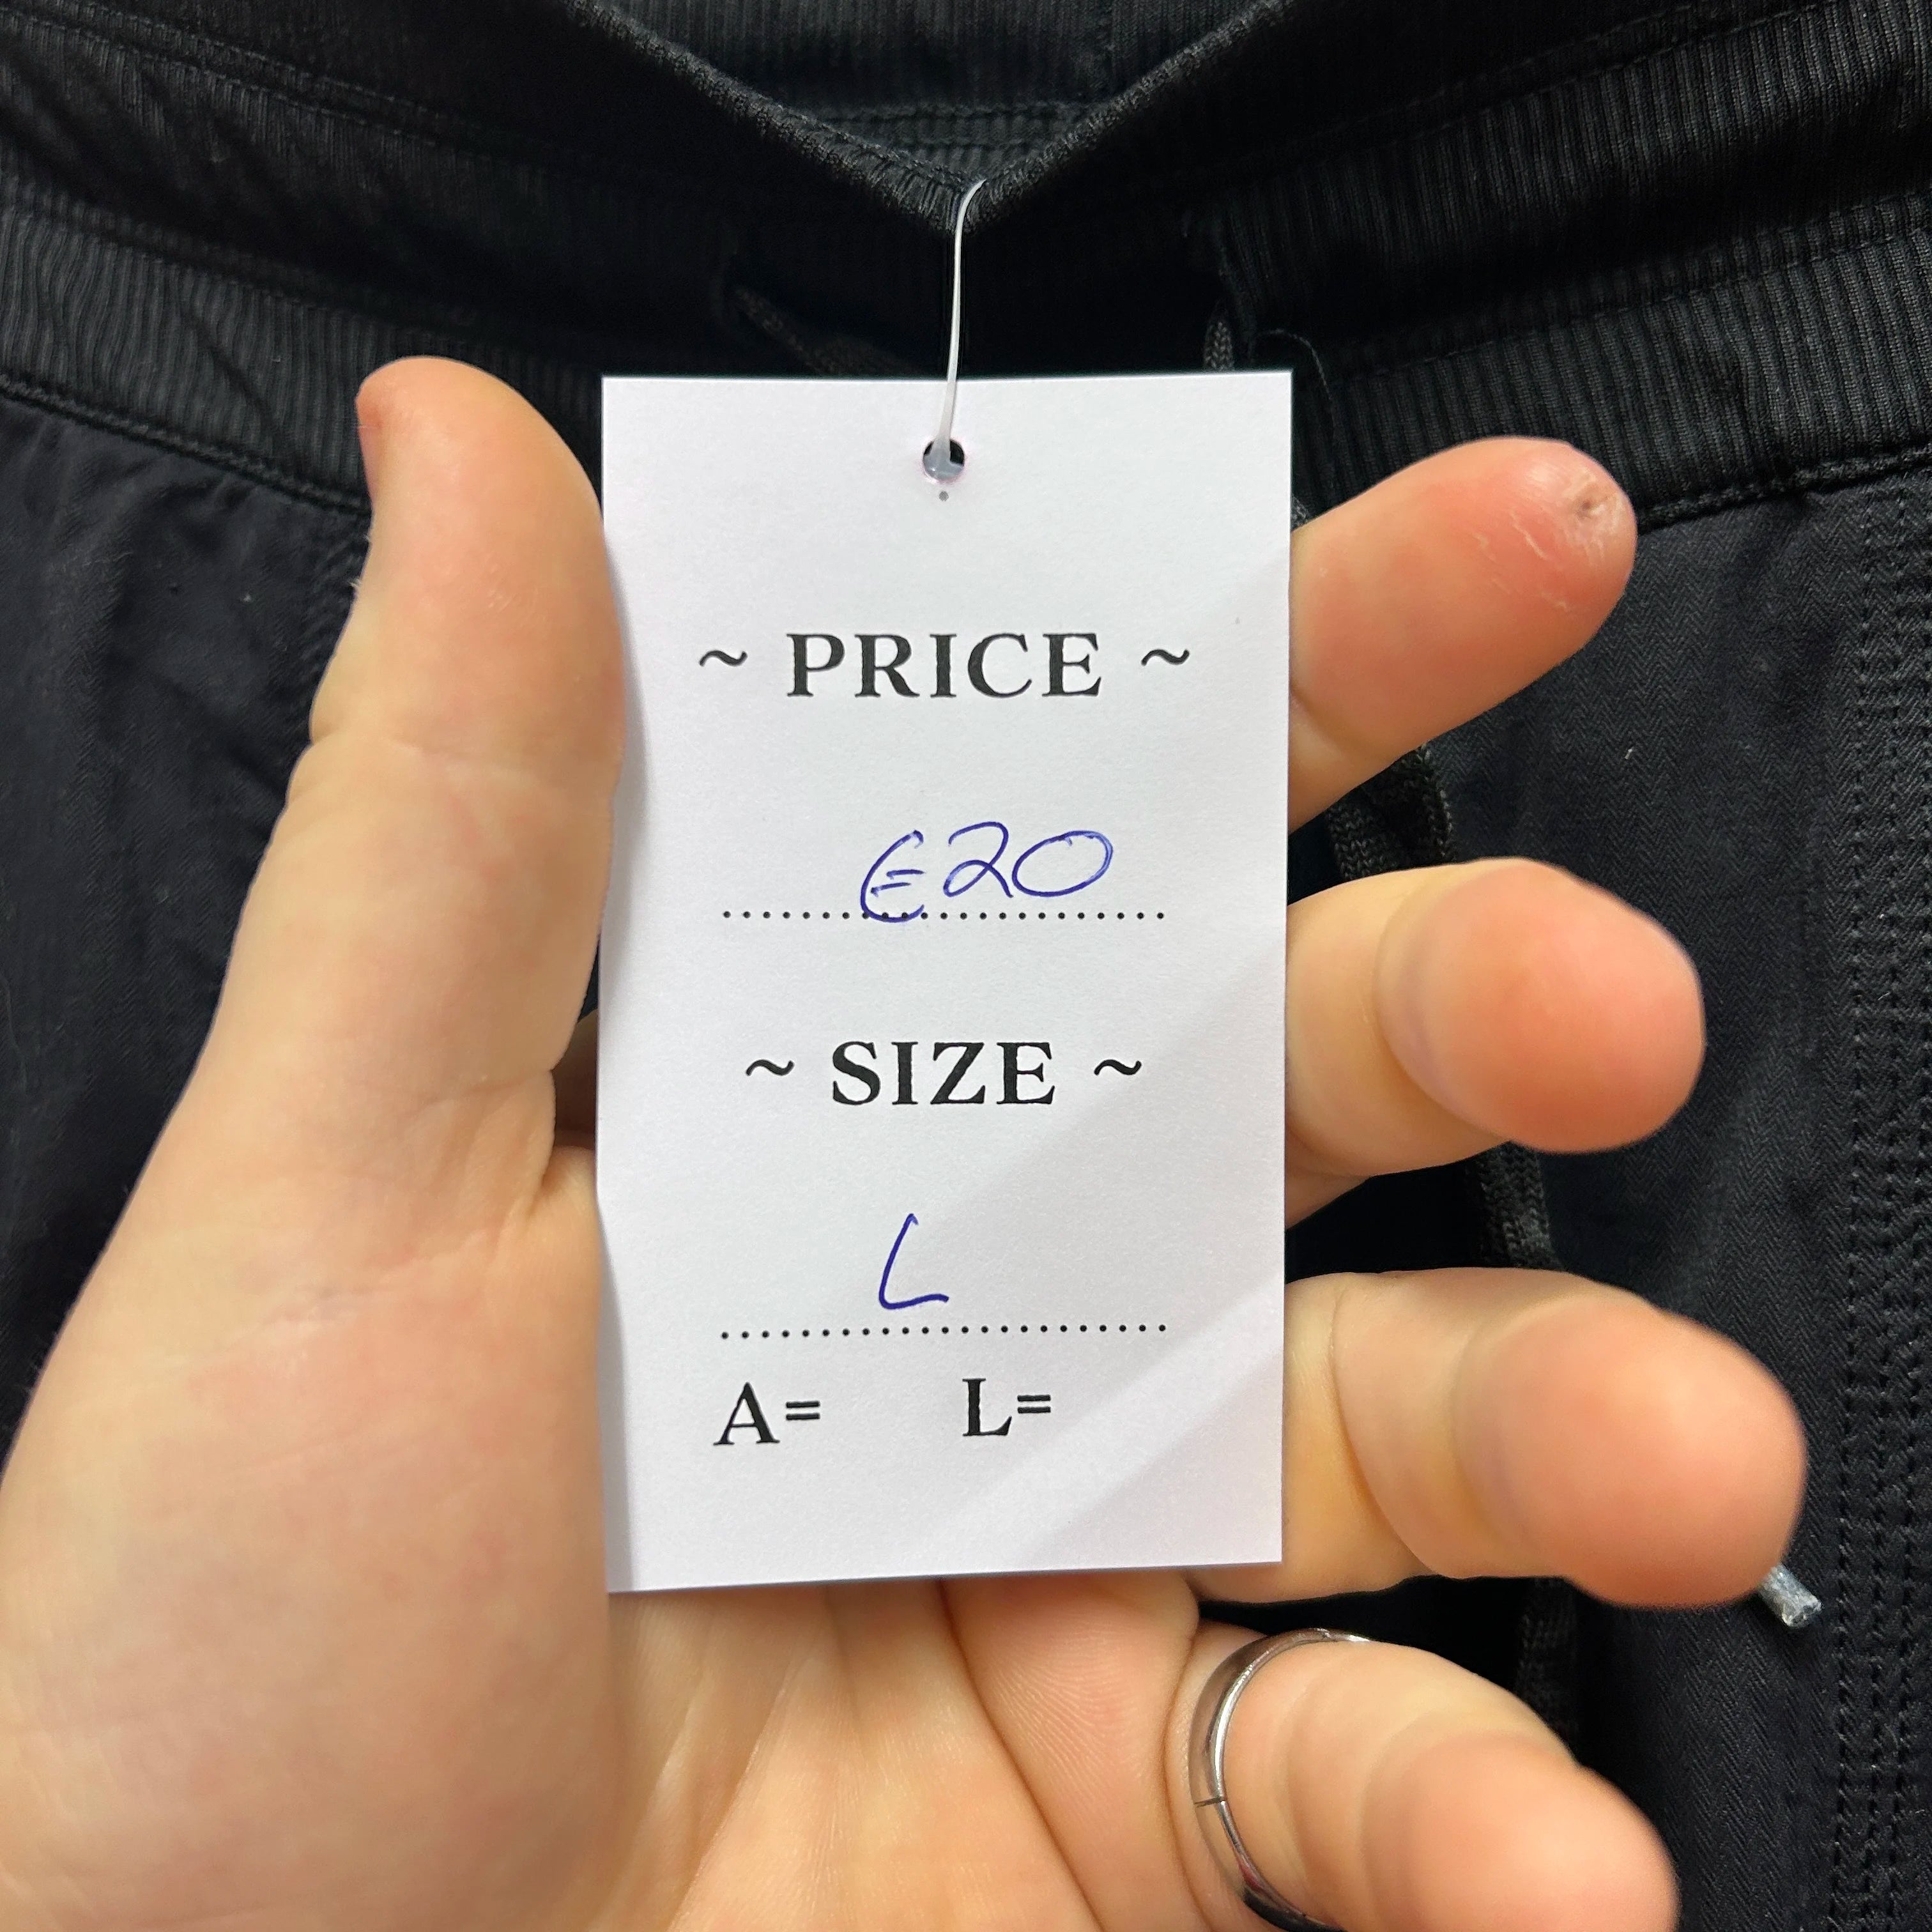 ~ PRICE ~
€20
~ SIZE ~
L
A= L=